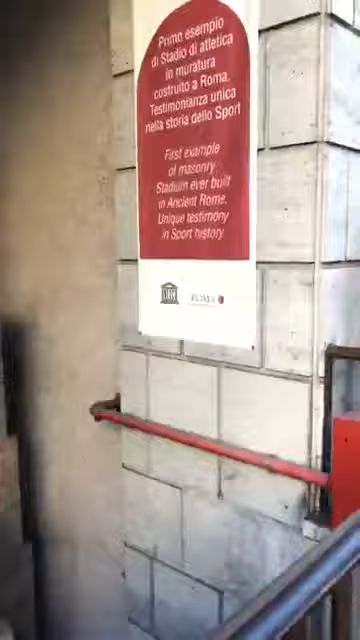 Primo esempio
di Stadio di atletica
in muratura
costruito a Roma.
Testimonianza unica
nella storia dello Sport
First example
of masonry
Stadium ever built
in Ancient Rome.
Unique testimony
in Sport history
ROMA